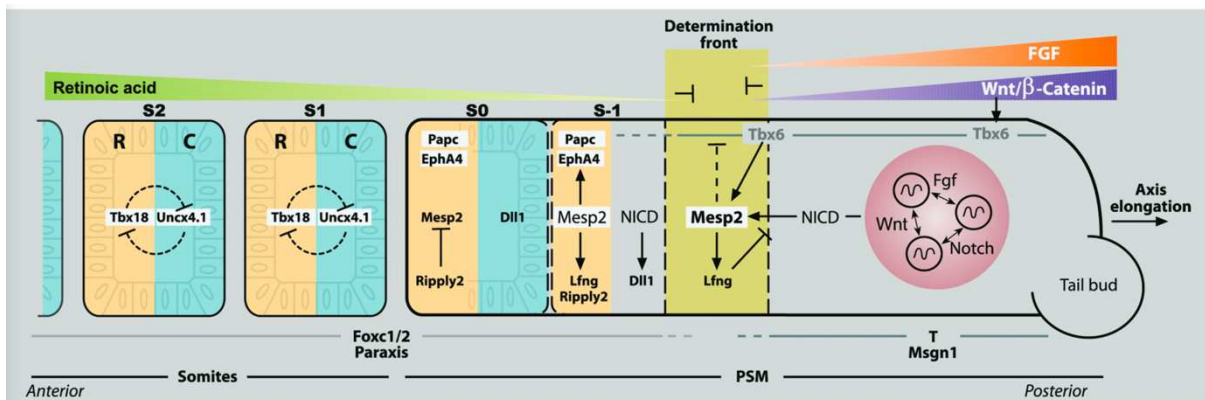 Determination
front
FGF
Retinoic acid
Wnt/β-Catenin
S2
S1
S0
S-1
R
C
R
C
Papc
EphA4
Papc
EphA4
Tbx6
Tbx6
Tbx18
Uncx4.1
Tbx18
Uncx4.1
Mesp2
Dll1
Mesp2
NICD
Mesp2
NICD
Fgf
Wnt
Notch
Axis
elongation
Ripply2
Lfng
Ripply2
Dll1
Lfng
Tail bud
Foxc1/2
Paraxis
T
Msgn1
Somites
PSM
Anterior
Posterior